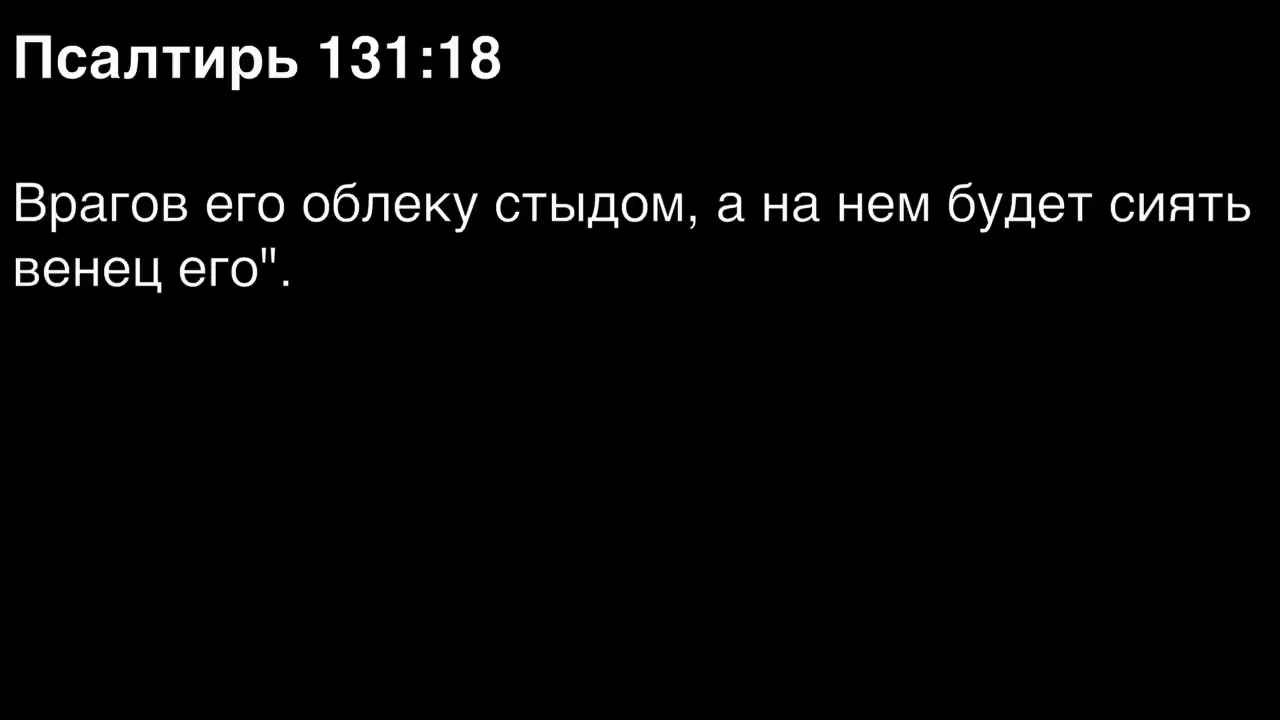 Псалтирь 131:18
Врагов его облеку стыдом, а на нем будет сиять
венец его".